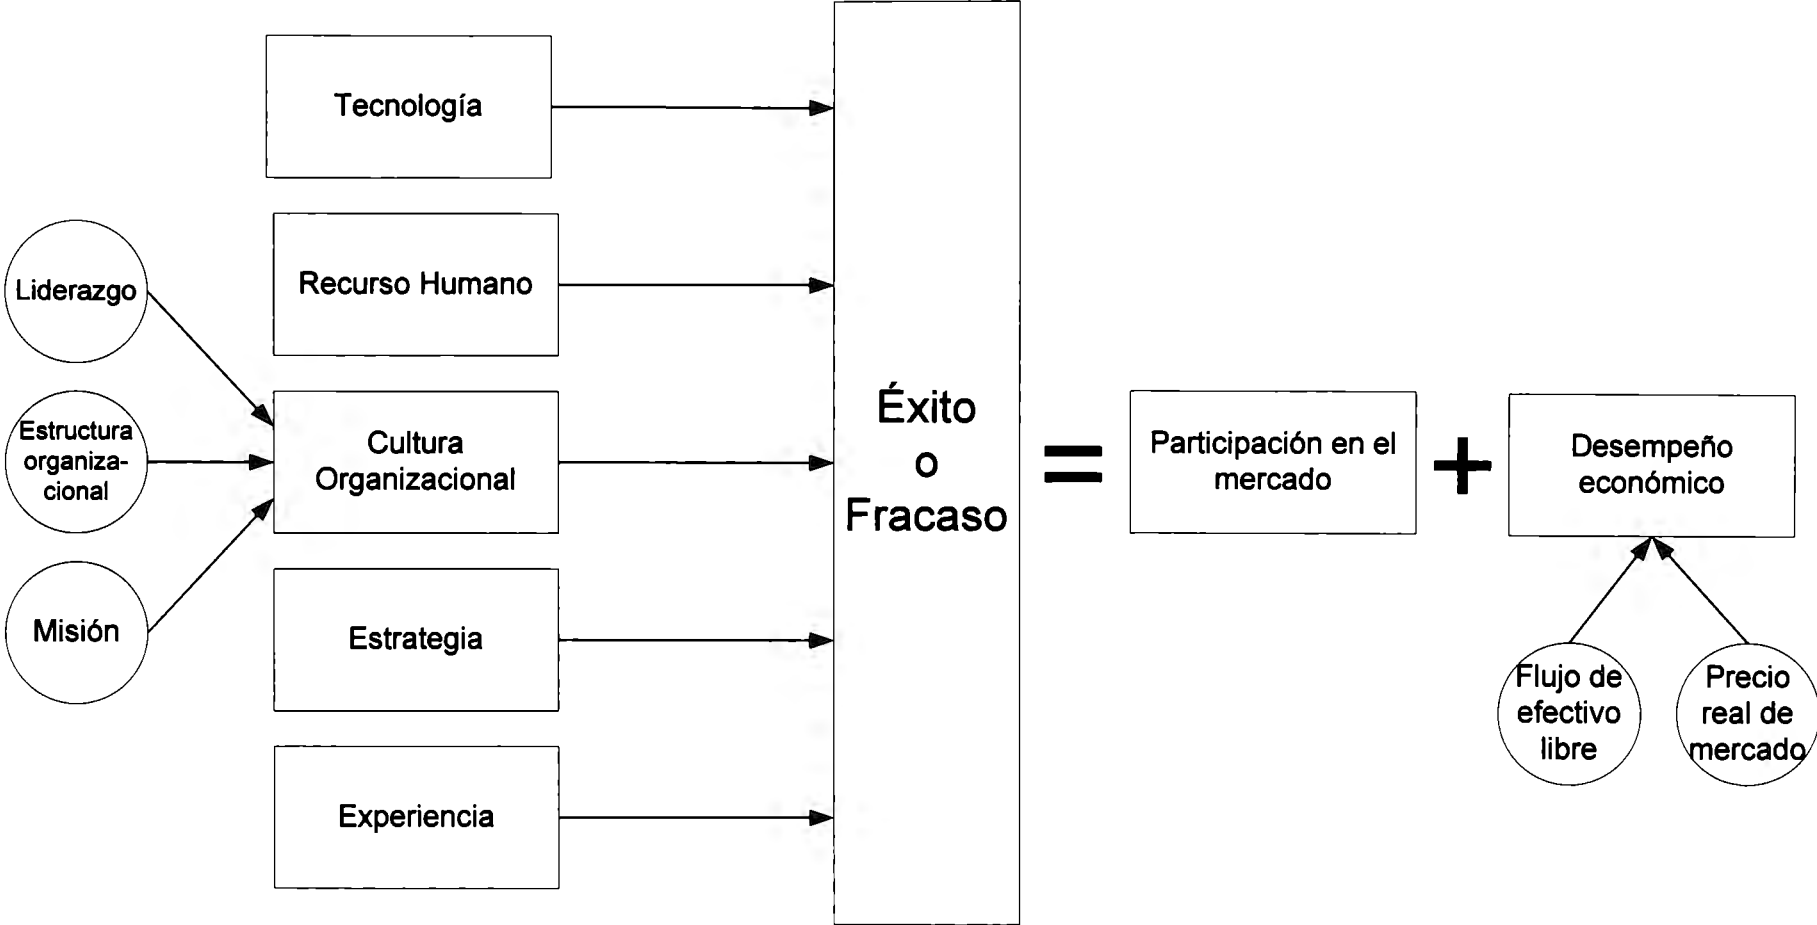 Tecnología
Recurso Humano
Liderazgo
Estructura
organiza-
cional
Misión
Cultura
Organizacional
Estrategia
Experiencia
Éxito
o
Fracaso
=
Participación en el
mercado
+
Desempeño
económico
Flujo de
efectivo
libre
Precio
real de
mercado